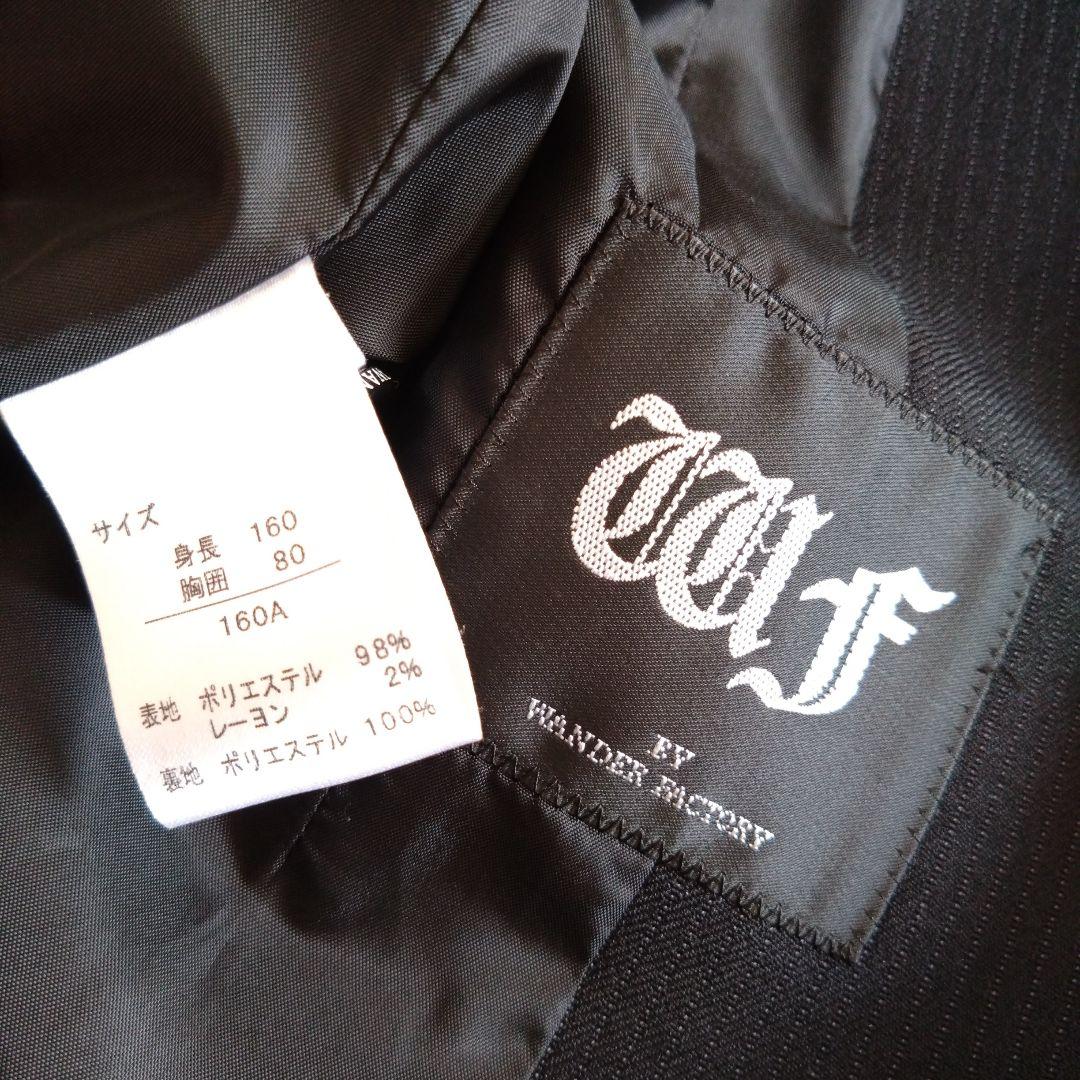 サイズ
身長 160
胸囲 80
160A
表地 ポリエステル 98%
レーヨン 2%
裏地 ポリエステル 100%
WAN
WF
BY
WANDER FACTORY